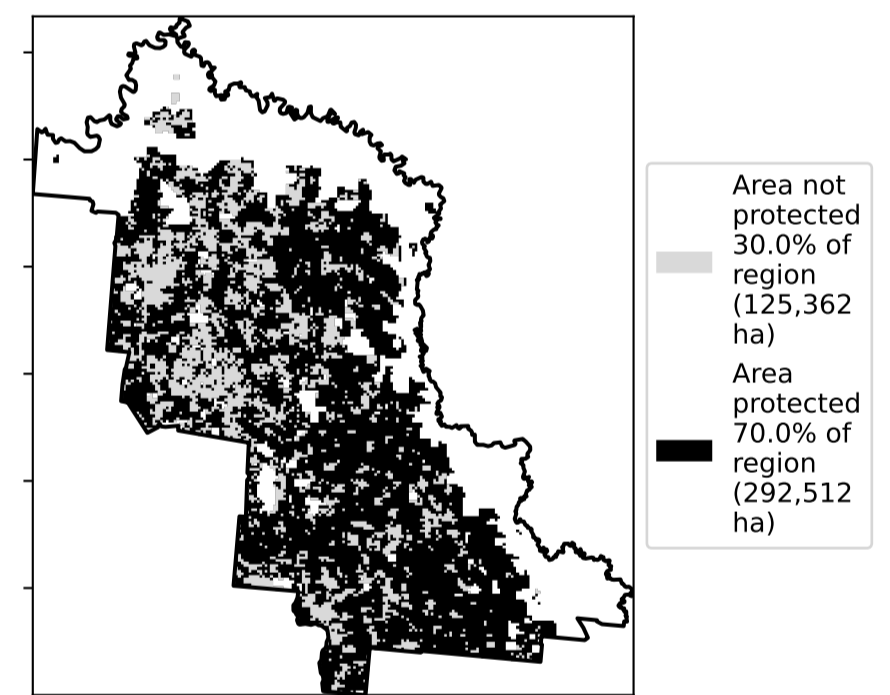 Area not
protected
30.0% of
region
(125,362
ha)
Area
protected
70.0% of
region
(292,512
ha)